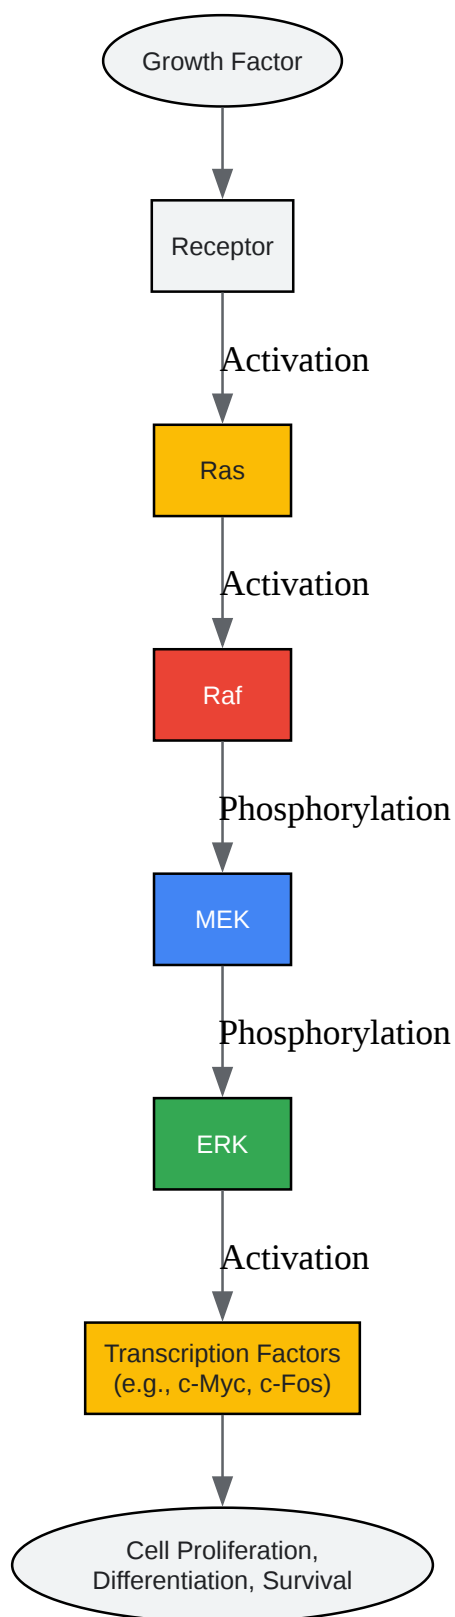 Growth Factor
Receptor
Activation
Ras
Activation
Raf
Phosphorylation
MEK
Phosphorylation
ERK
Activation
Transcription Factors
(e.g., c-Myc, c-Fos)
Cell Proliferation,
Differentiation, Survival